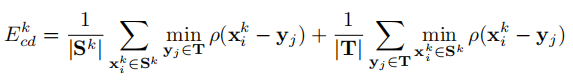 E_{cd}^{k} = \frac{1}{|\mathbf{S}^k|} \sum_{\mathbf{x}_i^k \in \mathbf{S}^k} \min_{\mathbf{y}_j \in \mathbf{T}} \rho(\mathbf{x}_i^k - \mathbf{y}_j) + \frac{1}{|\mathbf{T}|} \sum_{\mathbf{y}_j \in \mathbf{T}} \min_{\mathbf{x}_i^k \in \mathbf{S}^k} \rho(\mathbf{x}_i^k - \mathbf{y}_j)